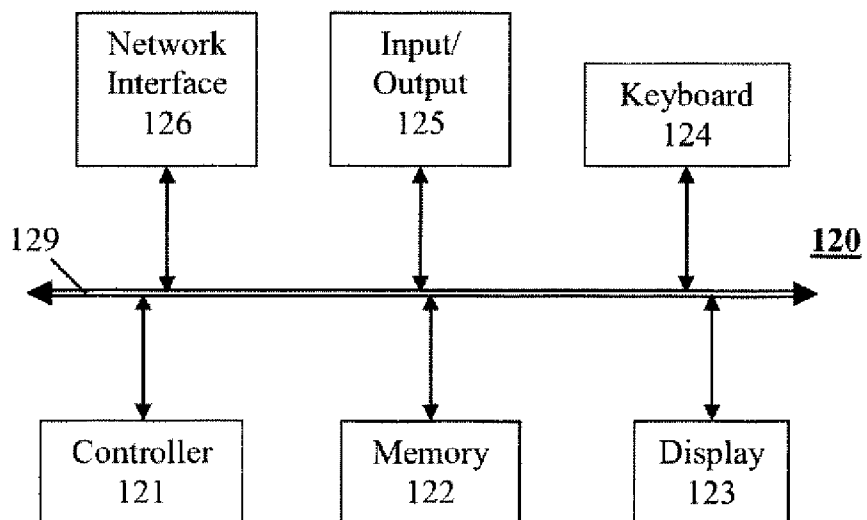 Network
Interface
126
Input/
Output
125
Keyboard
124
129
120
Controller
121
Memory
122
Display
123